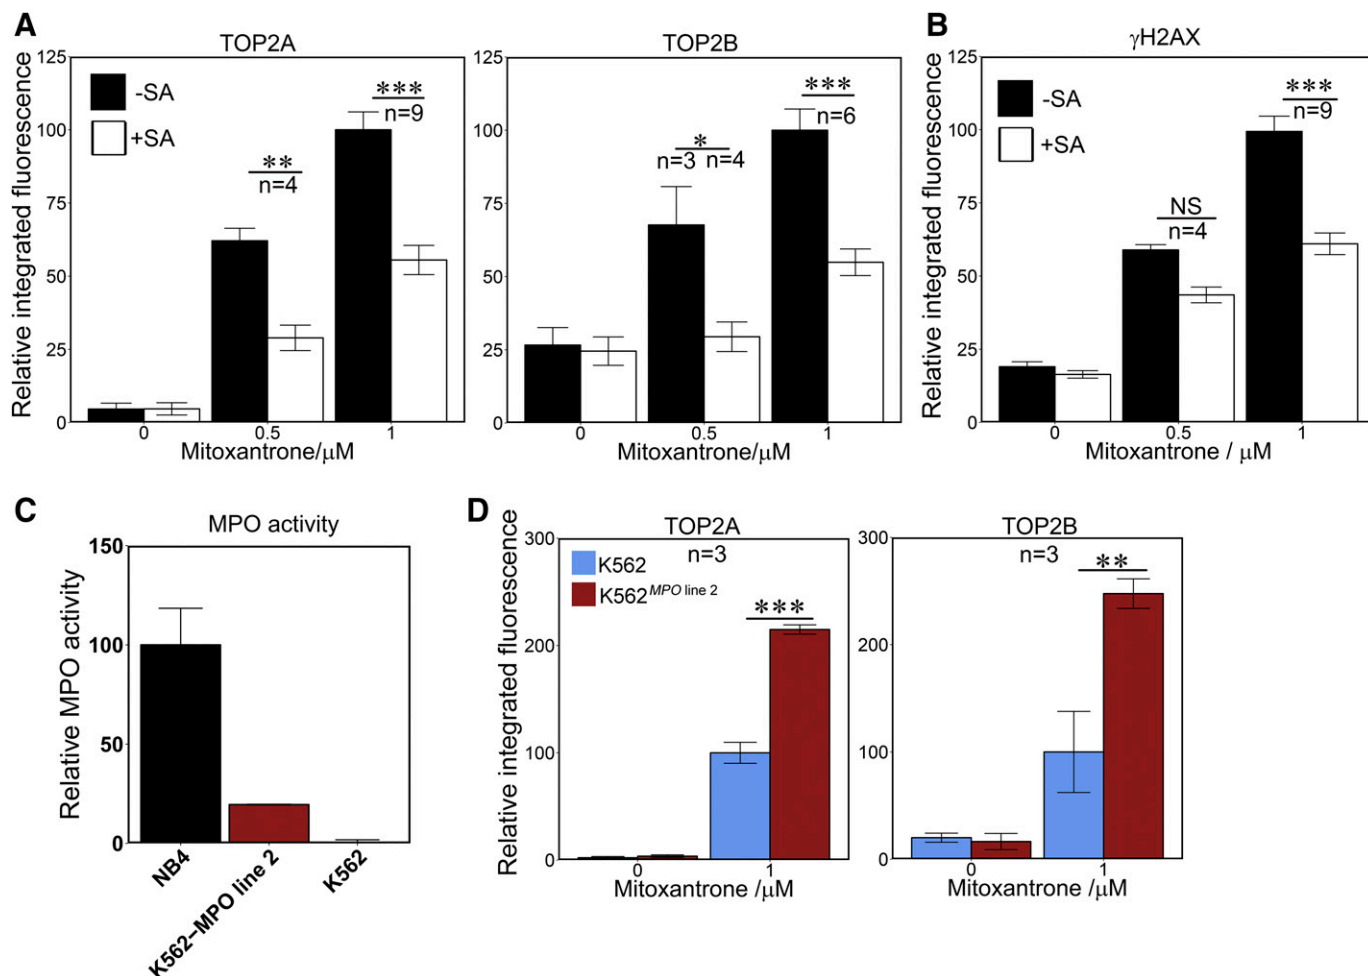 A
TOP2A
Relative integrated fluorescence
125
100
75
50
25
0
-SA
+SA
**
n=4
***
n=9
0
0.5
1
Mitoxantrone/μM
TOP2B
125
100
75
50
25
0
*
n=3 n=4
***
n=6
0
0.5
1
Mitoxantrone/μM
B
γH2AX
Relative integrated fluorescence
125
100
75
50
25
0
-SA
+SA
NS
n=4
***
n=9
0
0.5
1
Mitoxantrone / μM
C
MPO activity
Relative MPO activity
150
100
50
0
NB4
K562–MPO line 2
K562
D
TOP2A
n=3
Relative integrated fluorescence
300
200
100
0
K562
K562MPO line 2
***
0
1
Mitoxantrone /μM
TOP2B
n=3
300
200
100
0
**
0
1
Mitoxantrone /μM